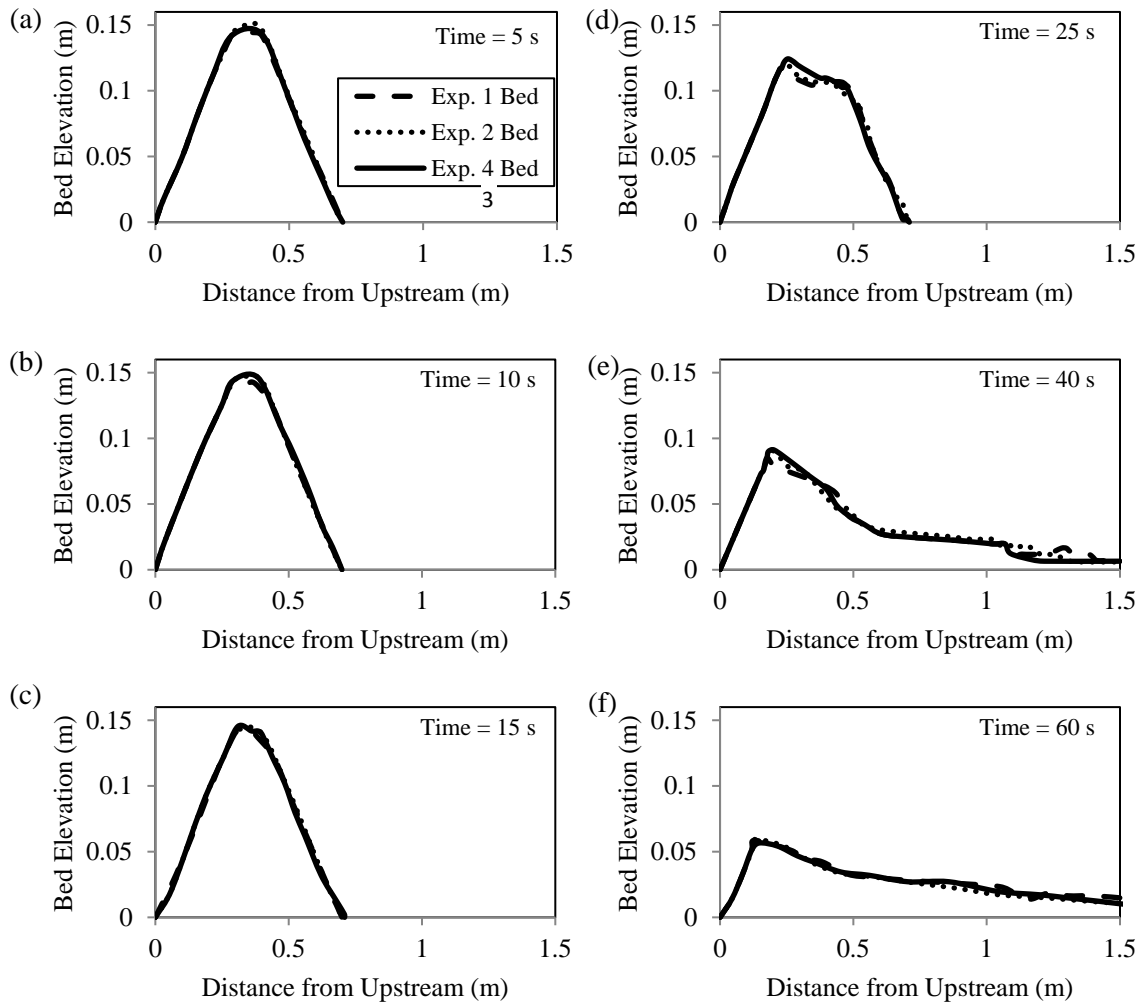 (a)
Bed Elevation (m)
0.15
0.1
0.05
0
Time = 5 s
Exp. 1 Bed
Exp. 2 Bed
Exp. 4 Bed
3
0 0.5 1 1.5
Distance from Upstream (m)
(d)
Bed Elevation (m)
0.15
0.1
0.05
0
Time = 25 s
0 0.5 1 1.5
Distance from Upstream (m)
(b)
Bed Elevation (m)
0.15
0.1
0.05
0
Time = 10 s
0 0.5 1 1.5
Distance from Upstream (m)
(e)
Bed Elevation (m)
0.15
0.1
0.05
0
Time = 40 s
0 0.5 1 1.5
Distance from Upstream (m)
(c)
Bed Elevation (m)
0.15
0.1
0.05
0
Time = 15 s
0 0.5 1 1.5
Distance from Upstream (m)
(f)
Bed Elevation (m)
0.15
0.1
0.05
0
Time = 60 s
0 0.5 1 1.5
Distance from Upstream (m)